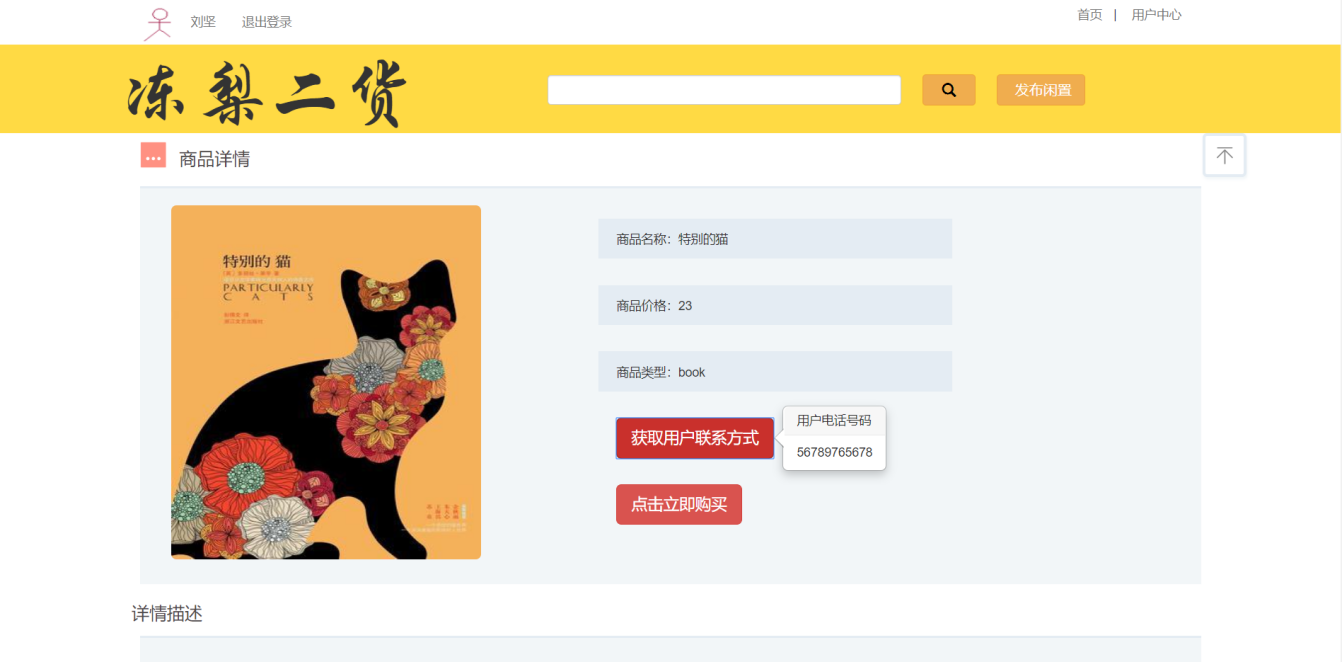 刘坚 退出登录
首页 | 用户中心
冻梨二货
发布闲置
商品详情
特别的 猫
PARTICULARLY
C A T S
商品名称：特别的猫
商品价格：23
商品类型：book
获取用户联系方式
用户电话号码
56789765678
点击立即购买
详情描述